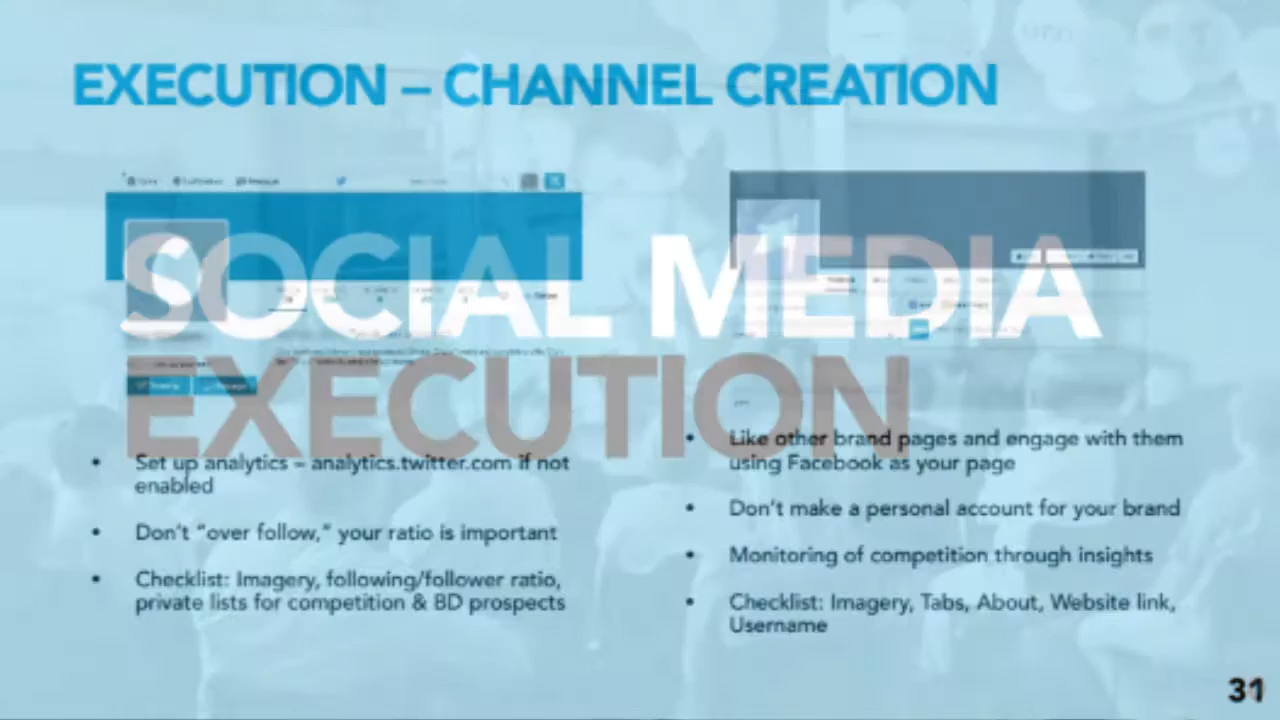 EXECUTION – CHANNEL CREATION
SOCIAL MEDIA
EXECUTION
• Set up analytics – analytics.twitter.com if not
enabled
• Don't “over follow,” your ratio is important
• Checklist: Imagery, following/follower ratio,
private lists for competition & BD prospects
• Like other brand pages and engage with them
using Facebook as your page
• Don't make a personal account for your brand
• Monitoring of competition through insights
• Checklist: Imagery, Tabs, About, Website link,
Username
31